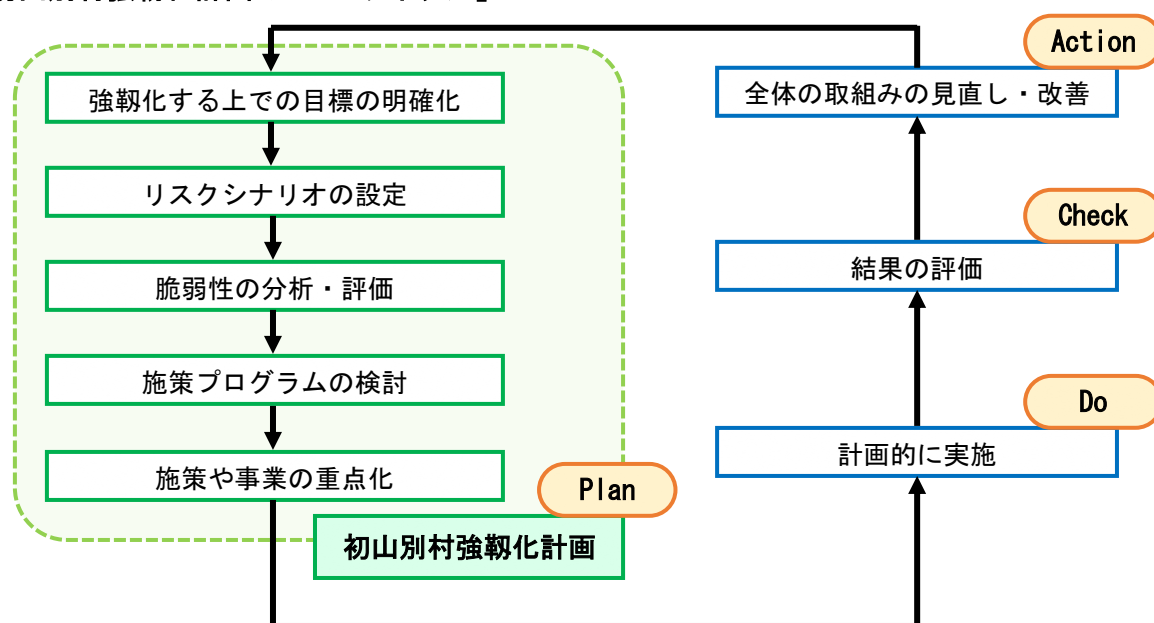 強靱化する上での目標の明確化
リスクシナリオの設定
脆弱性の分析・評価
施策プログラムの検討
施策や事業の重点化
Plan
初山別村強靱化計画
Action
全体の取組みの見直し・改善
Check
結果の評価
Do
計画的に実施